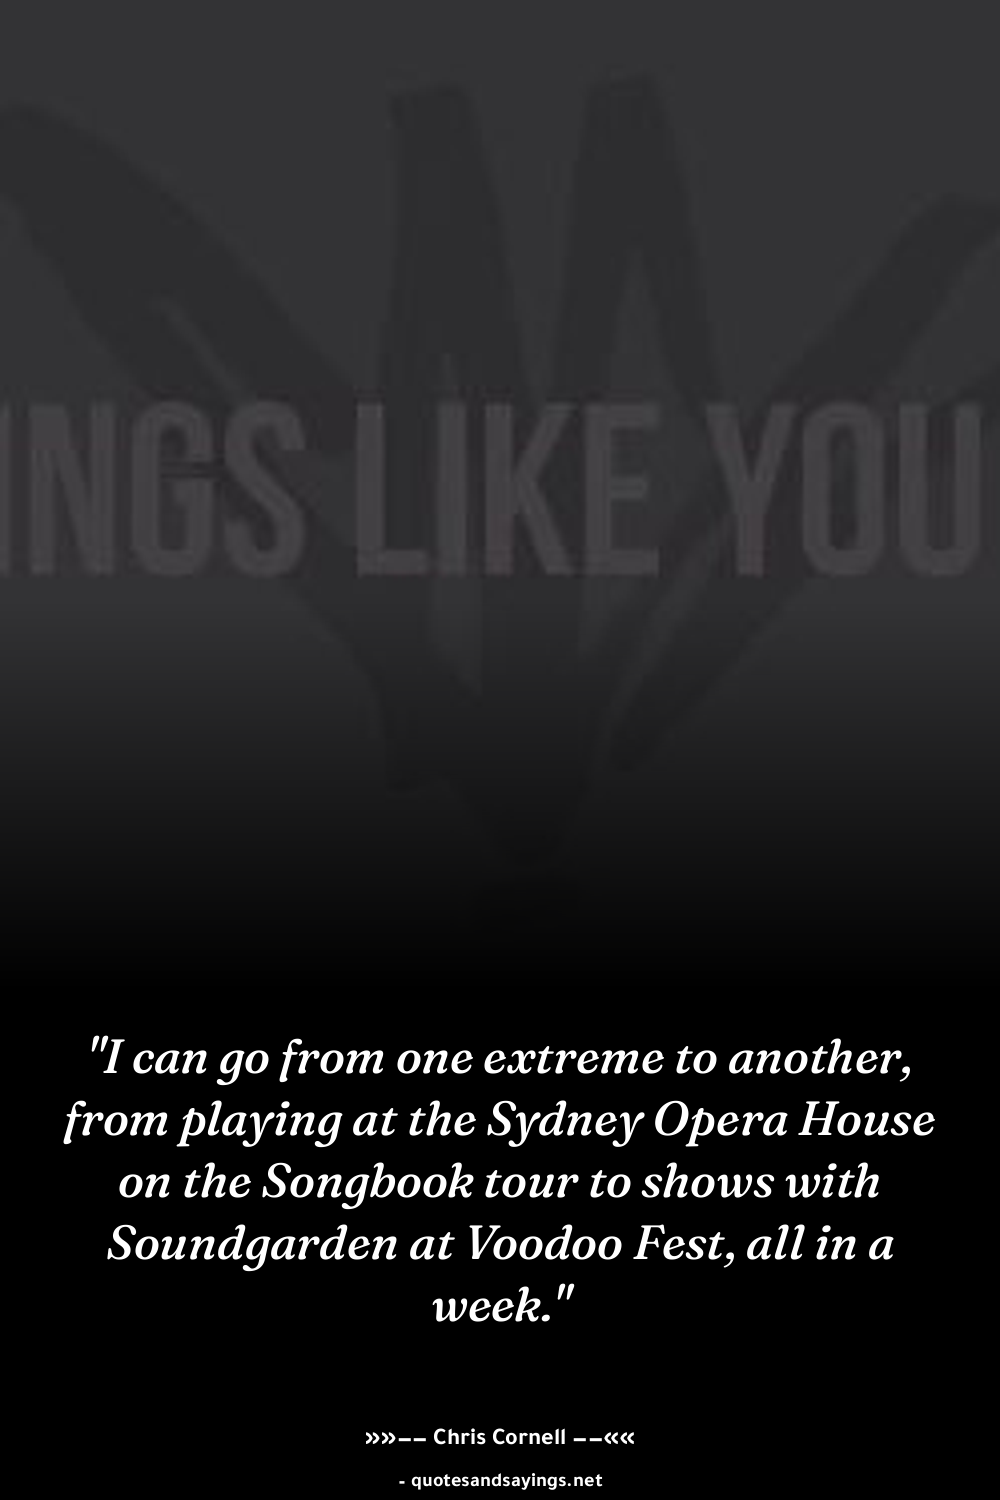 INGS LIKE YOU
"I can go from one extreme to another,
from playing at the Sydney Opera House
on the Songbook tour to shows with
Soundgarden at Voodoo Fest, all in a
week."
»»–– Chris Cornell ––««
- quotesandsayings.net